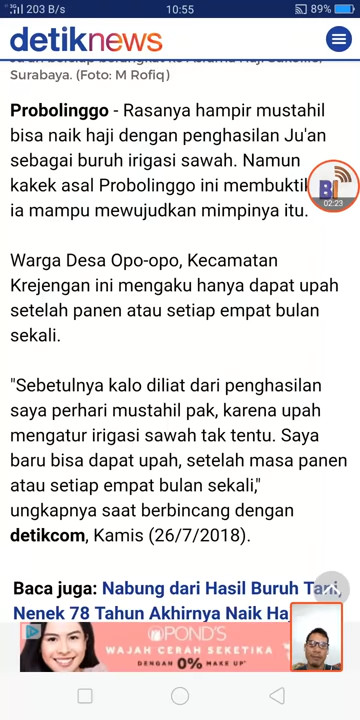 203 B/s
10:55
89%
detiknews
Surabaya. (Foto: M Rofiq)
Probolinggo - Rasanya hampir mustahil
bisa naik haji dengan penghasilan Ju'an
sebagai buruh irigasi sawah. Namun
kakek asal Probolinggo ini membuktik
ia mampu mewujudkan mimpinya itu.
02:23
Warga Desa Opo-opo, Kecamatan
Krejengan ini mengaku hanya dapat upah
setelah panen atau setiap empat bulan
sekali.
"Sebetulnya kalo diliat dari penghasilan
saya perhari mustahil pak, karena upah
mengatur irigasi sawah tak tentu. Saya
baru bisa dapat upah, setelah masa panen
atau setiap empat bulan sekali,"
ungkapnya saat berbincang dengan
detikcom, Kamis (26/7/2018).
Baca juga: Nabung dari Hasil Buruh Tani,
Nenek 78 Tahun Akhirnya Naik Ha
POND'S
WAJAH CERAH SEKETIKA
DENGAN 0% MAKE UP*